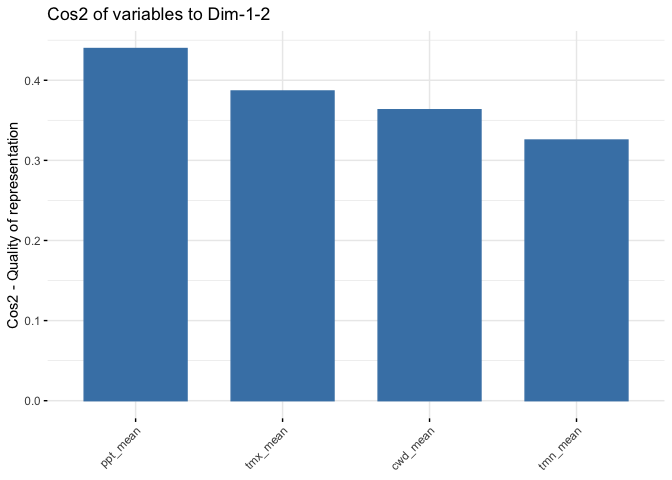 Cos2 of variables to Dim-1-2
Cos2 - Quality of representation
0.4
0.3
0.2
0.1
0.0
ppt_mean
tmx_mean
cwd_mean
tmn_mean